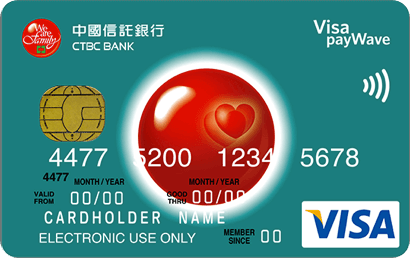 We
care
Family
中國信託銀行
CTBC BANK
Visa
payWave
4477 5200 1234 5678
4477
MONTH/YEAR
MONTH/YEAR
VALID
FROM
00/00
GOOD
THRU
00/00
CARDHOLDER NAME
ELECTRONIC USE ONLY
MEMBER
SINCE
00
VISA